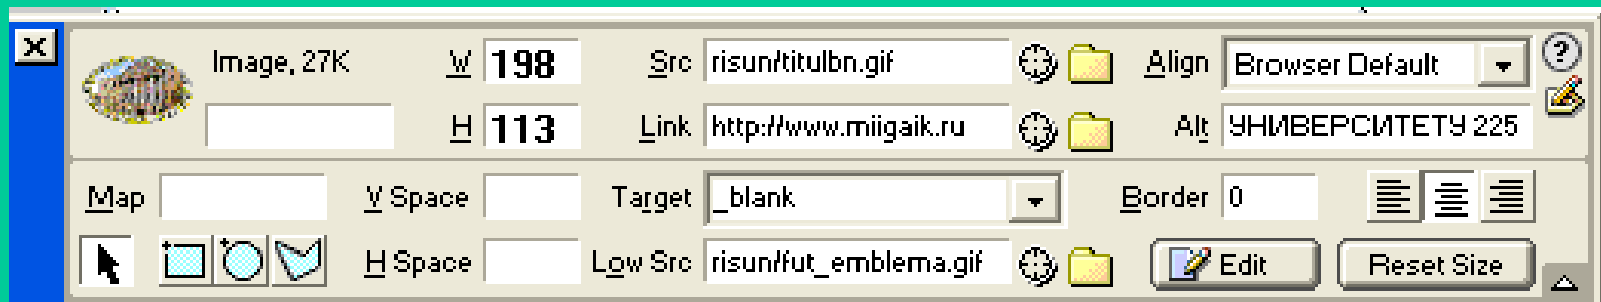 Image, 27K W 198 Src risun/titulbn.gif Align Browser Default ?
H 113 Link http://www.miigaik.ru Alt УНИВЕРСИТЕТУ 225
Map V Space Target _blank Border 0
H Space Low Src risun/fut_emblema.gif Edit Reset Size